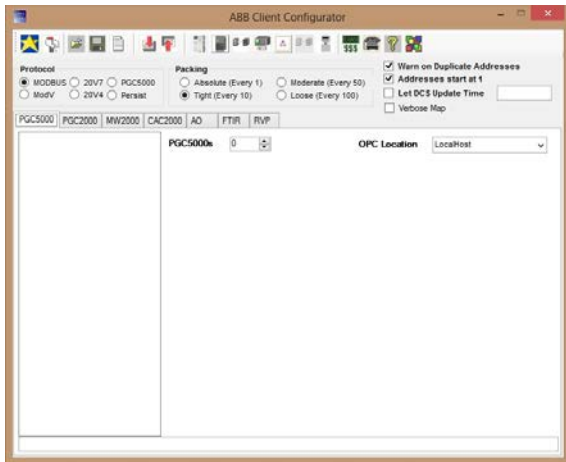 ABB Client Configurator
$$$
Protocol
MODBUS 20V7 PGC5000
ModV 20V4 Persist
Packing
Absolute (Every 1) Moderate (Every 50)
Tight (Every 10) Loose (Every 100)
Warn on Duplicate Addresses
Addresses start at 1
Let DCS Update Time
Verbose Map
PGC5000 PGC2000 MW2000 CAC2000 AO FTIR RVP
PGC5000s 0 OPC Location LocalHost